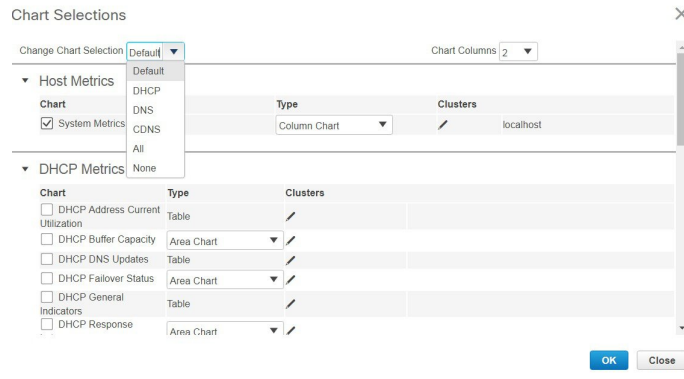 Chart Selections
Change Chart Selection Default Chart Columns 2
Default
Host Metrics
DHCP
Chart Type Clusters
DNS
System Metrics Column Chart localhost
CDNS
All
None
DHCP Metrics
Chart Type Clusters
DHCP Address Current
Utilization Table
DHCP Buffer Capacity Area Chart
DHCP DNS Updates Table
DHCP Failover Status Area Chart
DHCP General
Indicators Table
DHCP Response
Area Chart
OK Close